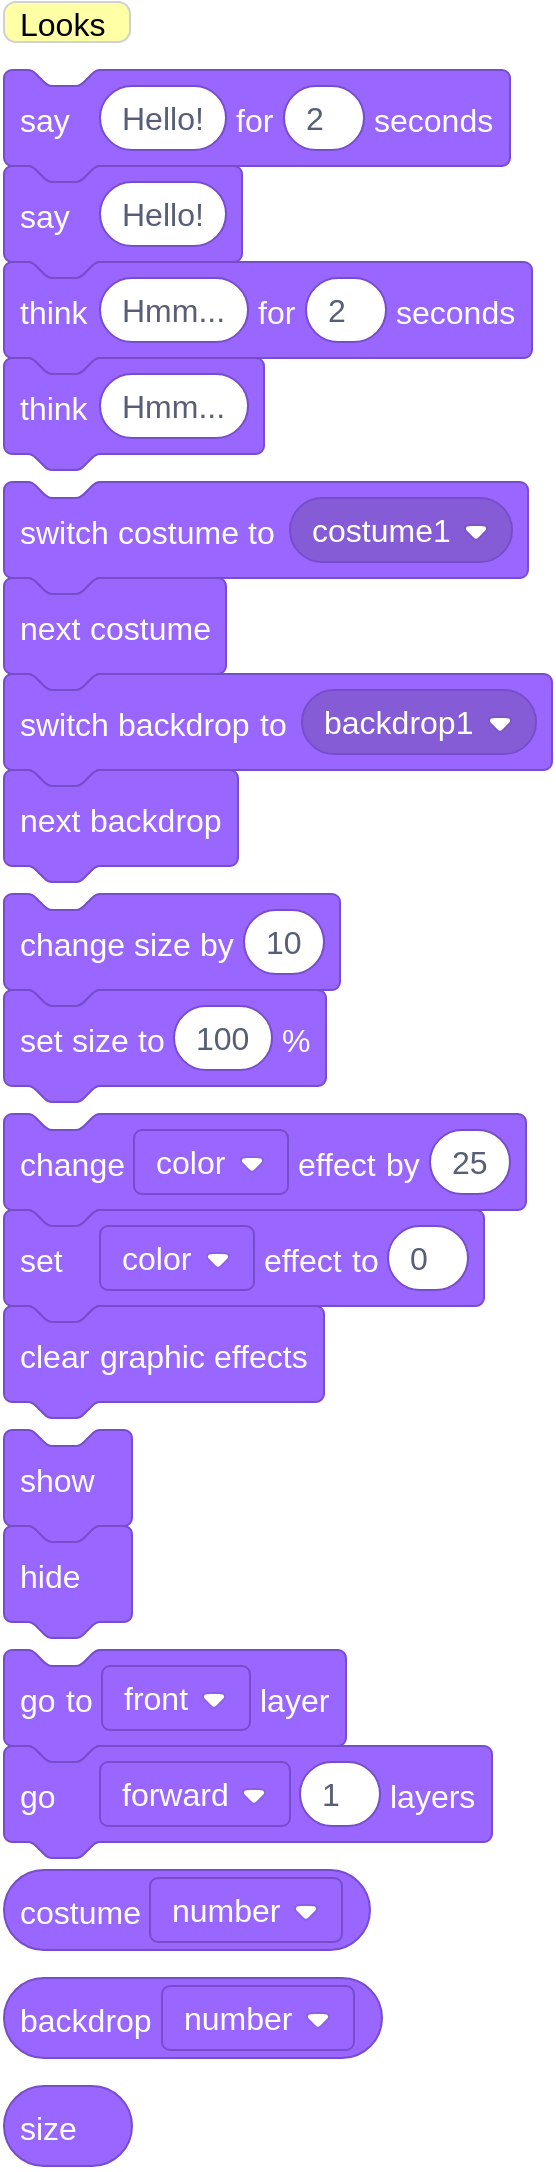 Looks
say Hello! for 2 seconds
say Hello!
think Hmm... for 2 seconds
think Hmm...
switch costume to costume1
next costume
switch backdrop to backdrop1
next backdrop
change size by 10
set size to 100 %
change color effect by 25
set color effect to 0
clear graphic effects
show
hide
go to front layer
go forward 1 layers
costume number
backdrop number
size